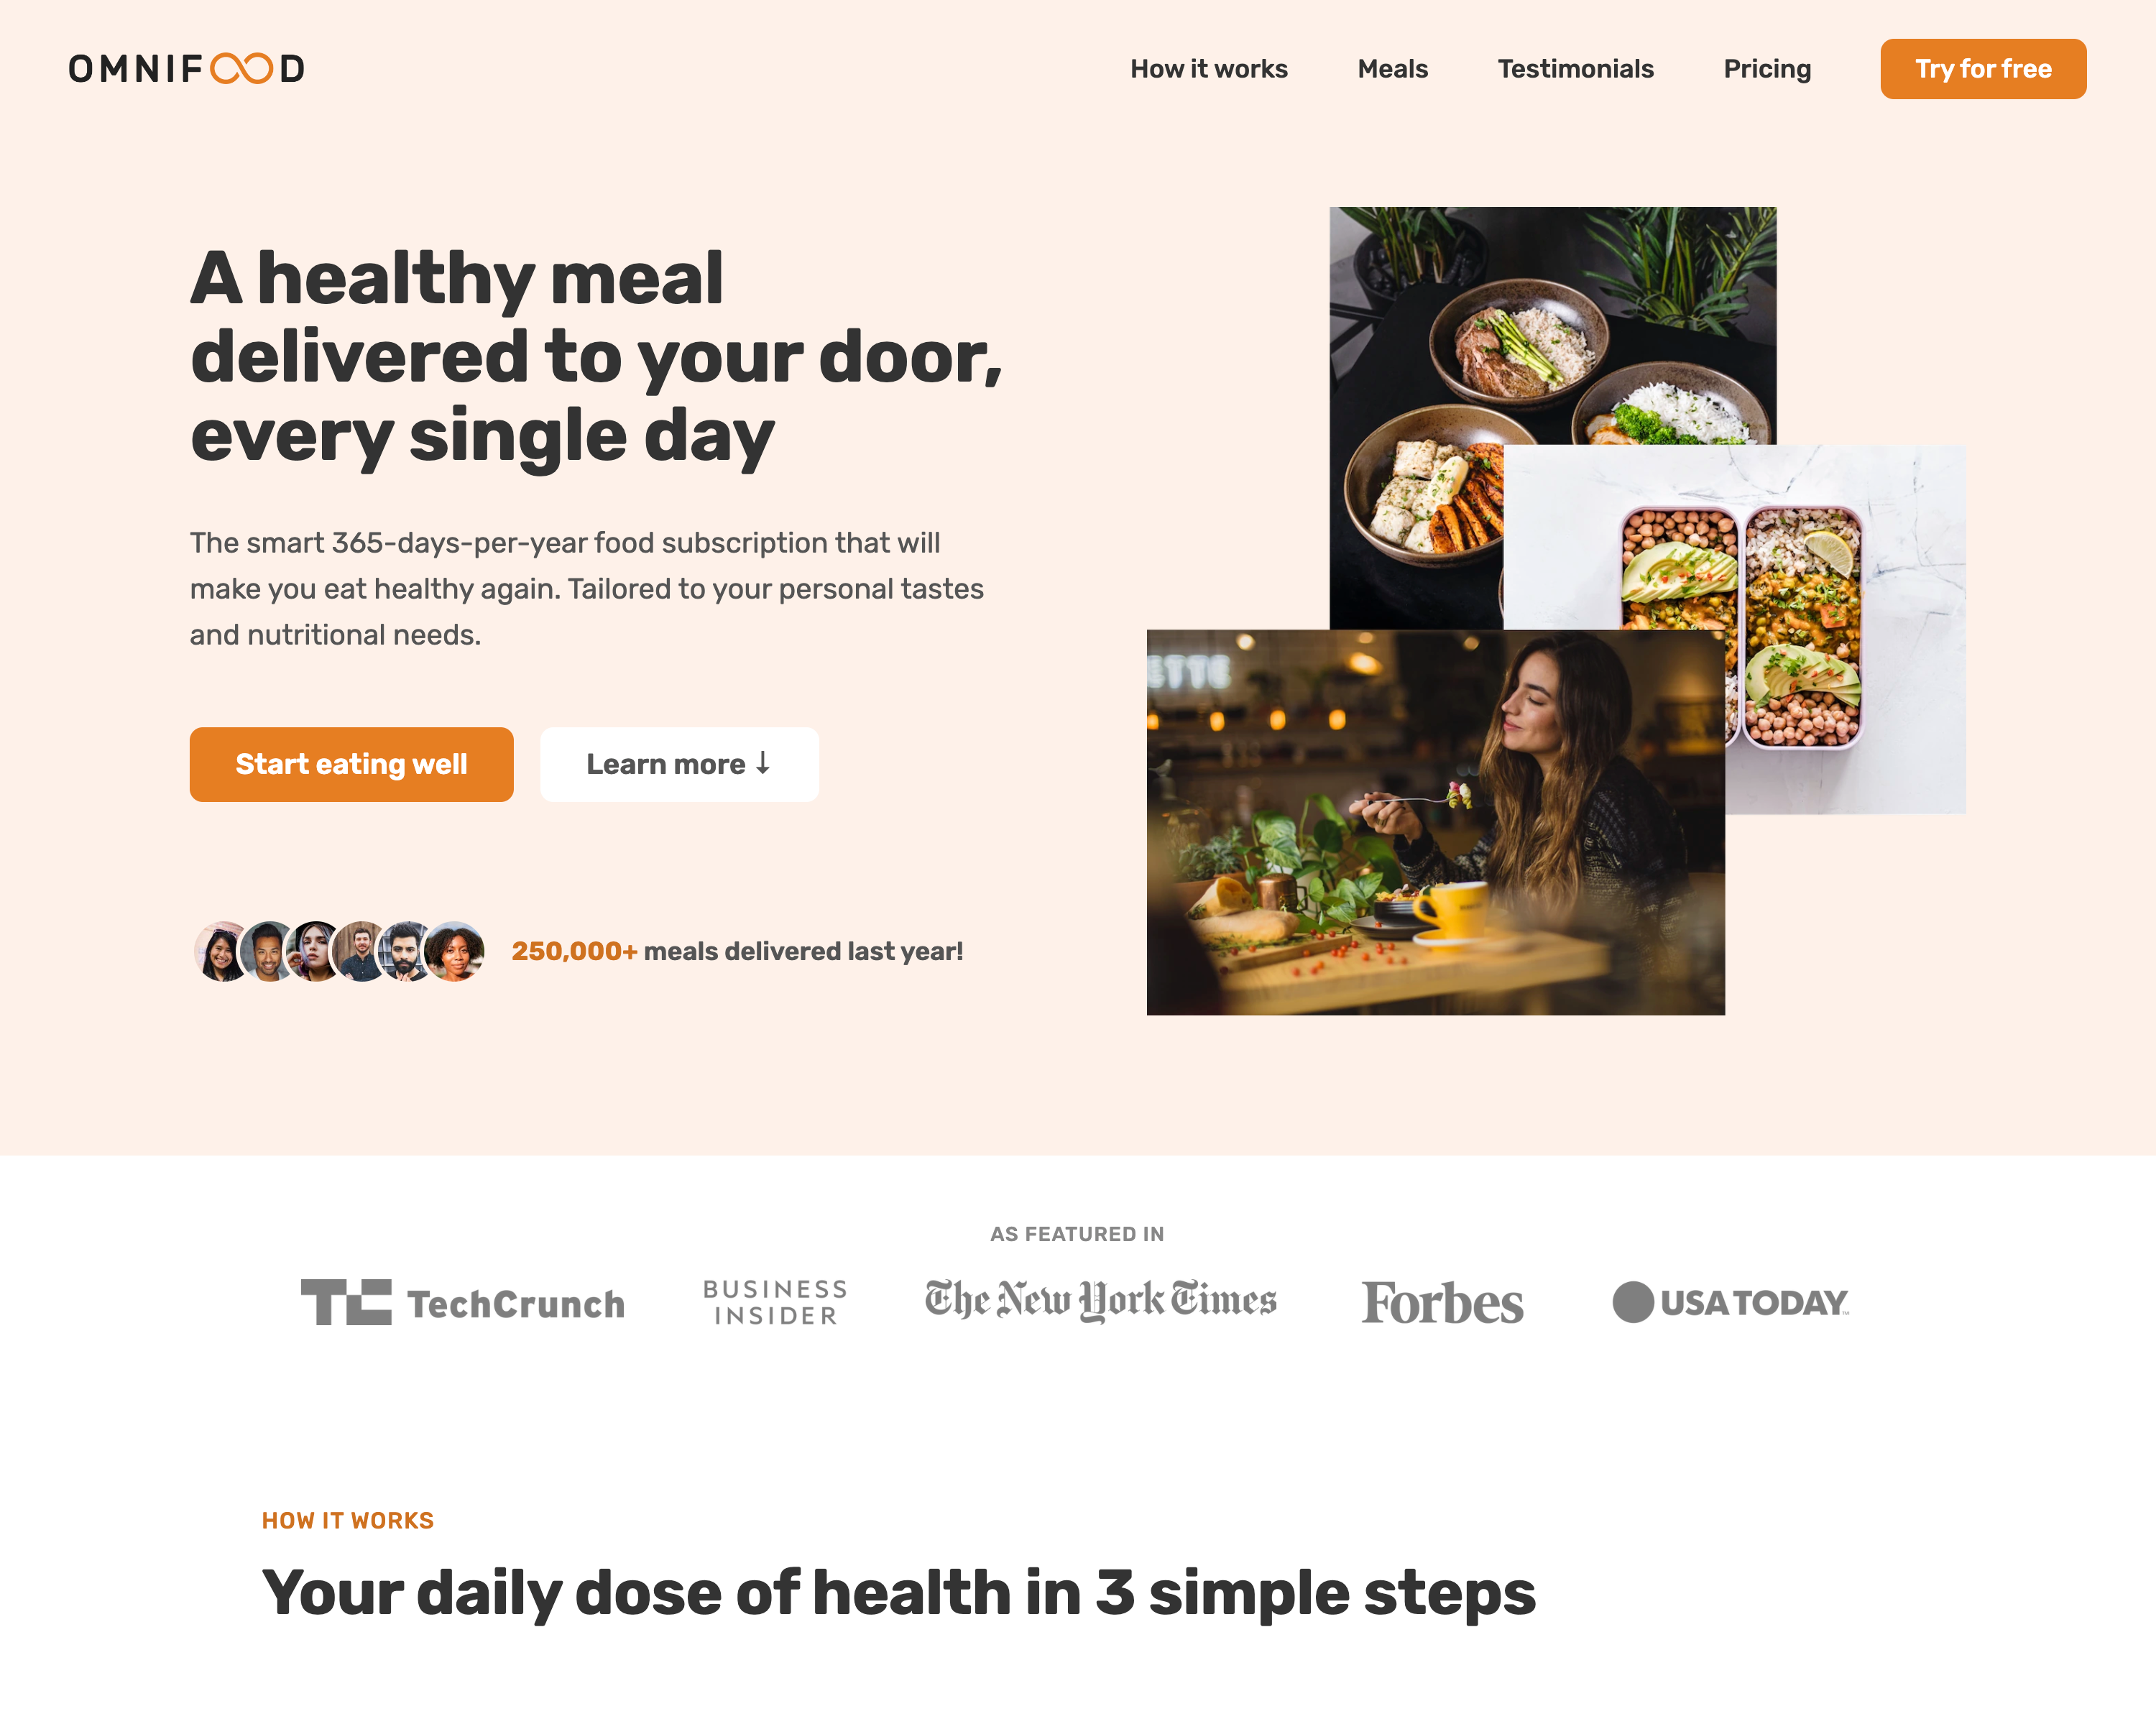 OMNIFOOD
How it works
Meals
Testimonials
Pricing
Try for free
A healthy meal
delivered to your door,
every single day
The smart 365-days-per-year food subscription that will
make you eat healthy again. Tailored to your personal tastes
and nutritional needs.
Start eating well
Learn more ↓
ETTE
250,000+ meals delivered last year!
AS FEATURED IN
TC TechCrunch
BUSINESS
INSIDER
The New York Times
Forbes
USA TODAY
HOW IT WORKS
Your daily dose of health in 3 simple steps